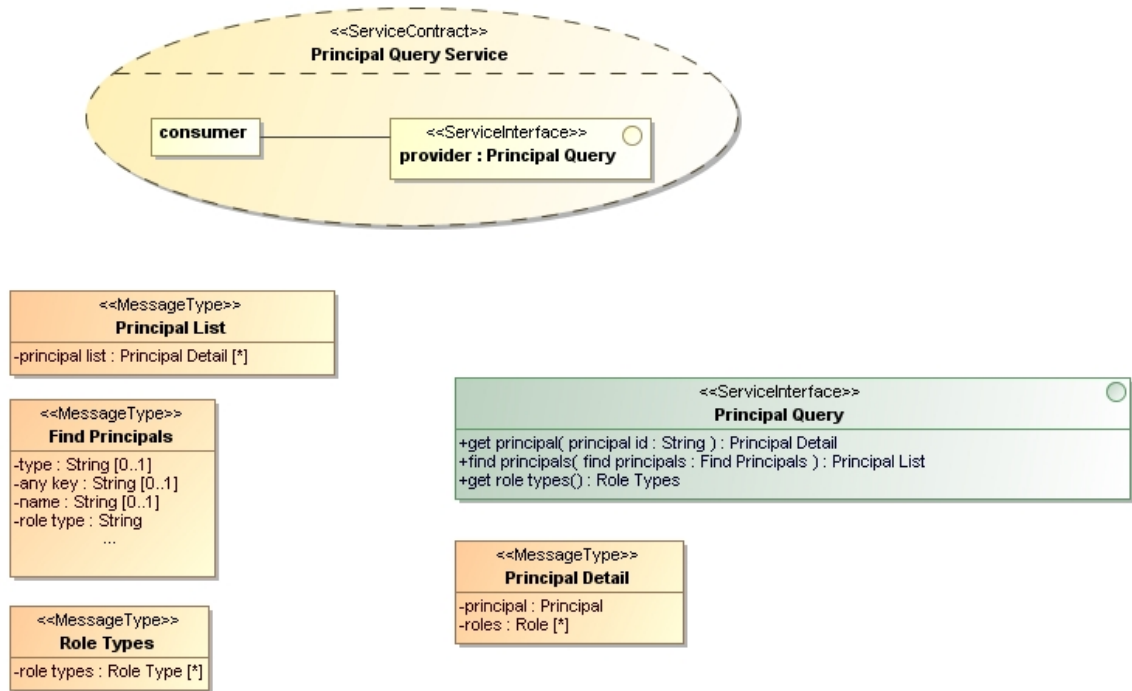 <<ServiceContract>>
Principal Query Service
consumer
<<ServiceInterface>>
provider : Principal Query
<<MessageType>>
Principal List
-principal list : Principal Detail [*]
<<MessageType>>
Find Principals
-type : String [0..1]
-any key : String [0..1]
-name : String [0..1]
-role type : String
...
<<ServiceInterface>>
Principal Query
+get principal( principal id : String ) : Principal Detail
+find principals( find principals : Find Principals ) : Principal List
+get role types() : Role Types
<<MessageType>>
Principal Detail
-principal : Principal
-roles : Role [*]
<<MessageType>>
Role Types
-role types : Role Type [*]